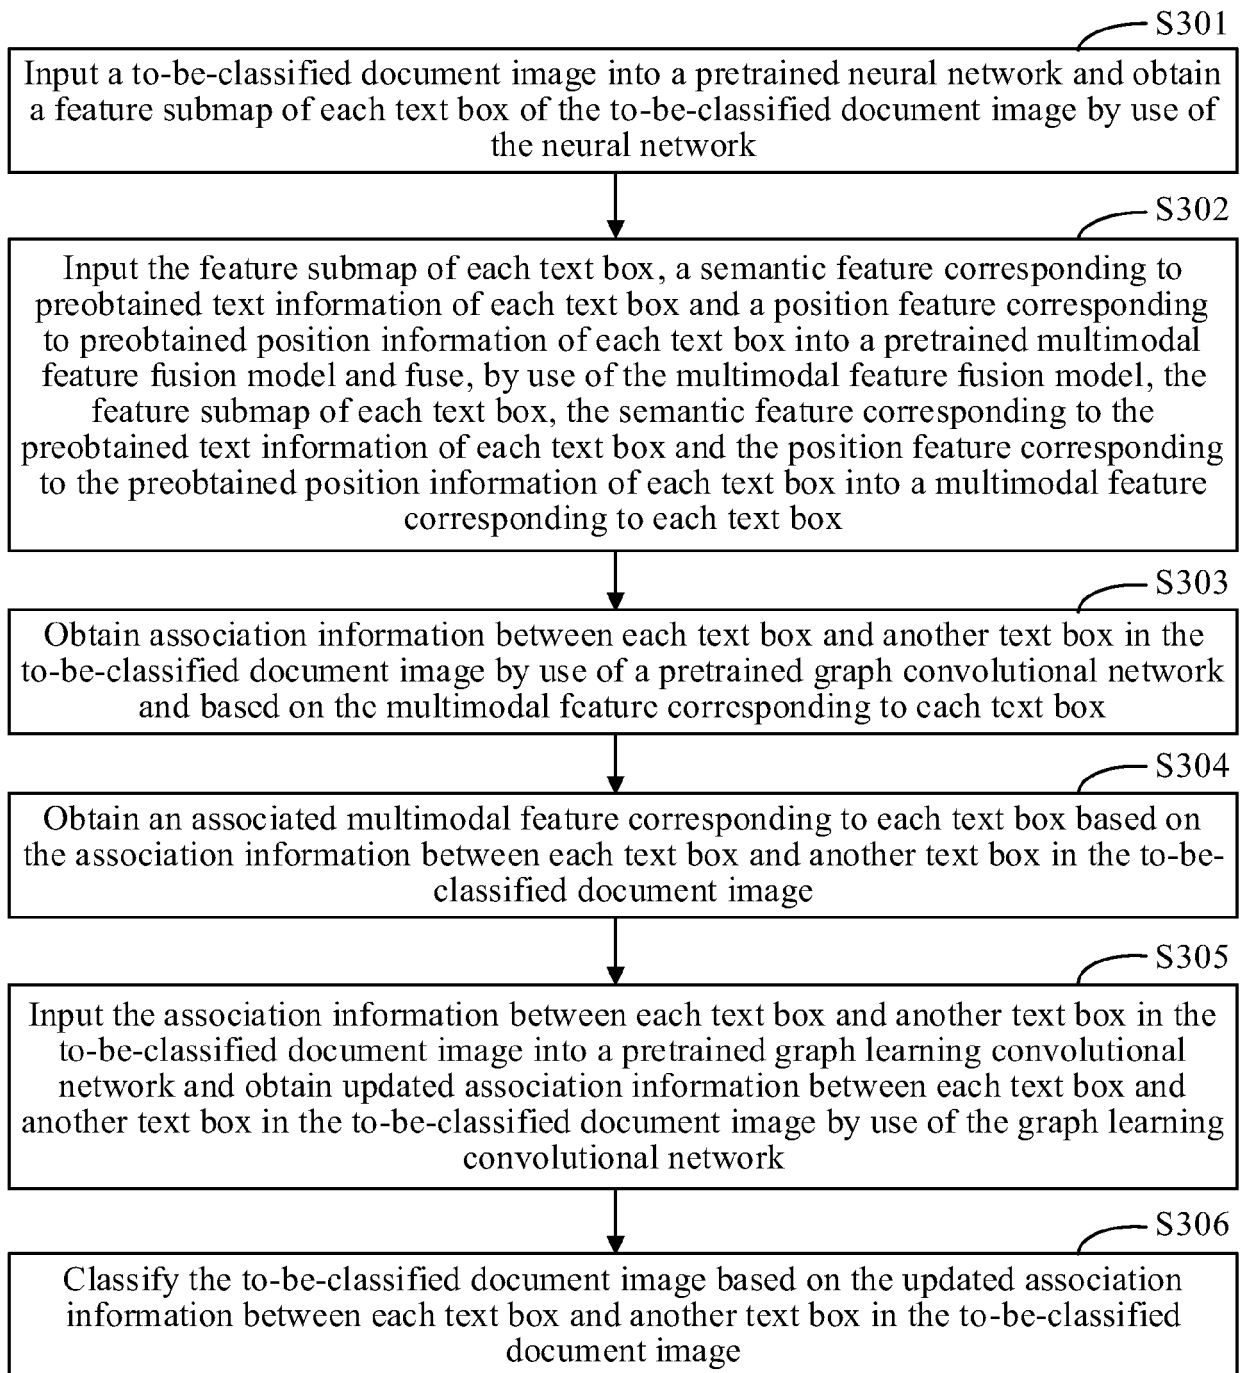 S301
Input a to-be-classified document image into a pretrained neural network and obtain
a feature submap of each text box of the to-be-classified document image by use of
the neural network
S302
Input the feature submap of each text box, a semantic feature corresponding to
preobtained text information of each text box and a position feature corresponding
to preobtained position information of each text box into a pretrained multimodal
feature fusion model and fuse, by use of the multimodal feature fusion model, the
feature submap of each text box, the semantic feature corresponding to the
preobtained text information of each text box and the position feature corresponding
to the preobtained position information of each text box into a multimodal feature
corresponding to each text box
S303
Obtain association information between each text box and another text box in the
to-be-classified document image by use of a pretrained graph convolutional network
and based on the multimodal feature corresponding to each text box
S304
Obtain an associated multimodal feature corresponding to each text box based on
the association information between each text box and another text box in the to-be-
classified document image
S305
Input the association information between each text box and another text box in the
to-be-classified document image into a pretrained graph learning convolutional
network and obtain updated association information between each text box and
another text box in the to-be-classified document image by use of the graph learning
convolutional network
S306
Classify the to-be-classified document image based on the updated association
information between each text box and another text box in the to-be-classified
document image